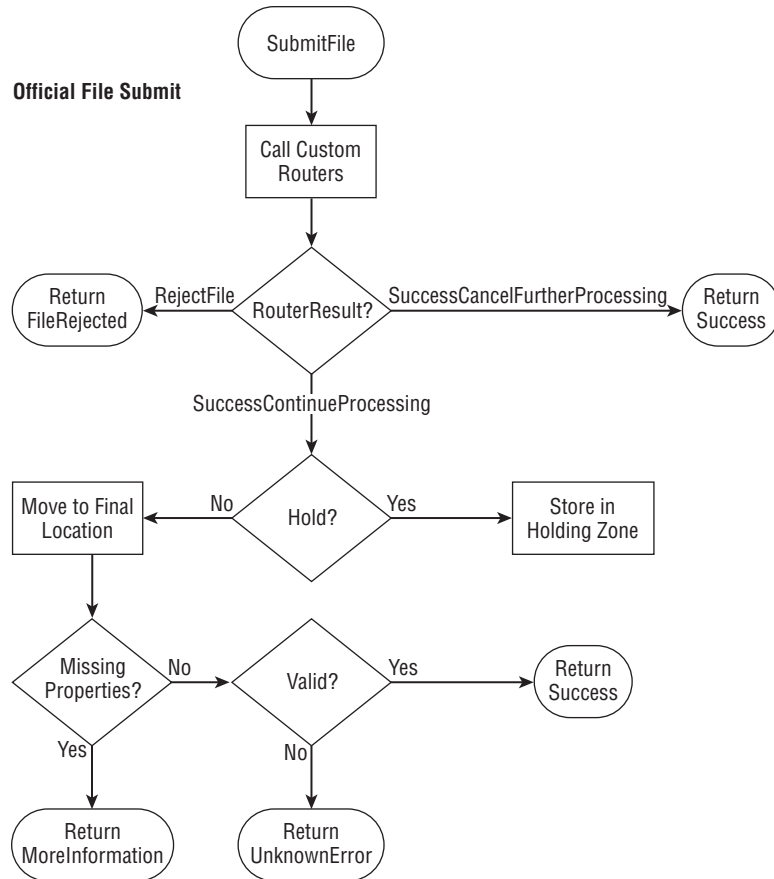 SubmitFile
Official File Submit
Call Custom
Routers
Return
FileRejected
RejectFile
RouterResult?
SuccessCancelFurtherProcessing
Return
Success
SuccessContinueProcessing
Move to Final
Location
No
Hold?
Yes
Store in
Holding Zone
Missing
Properties?
No
Valid?
Yes
Return
Success
Yes
No
Return
MoreInformation
Return
UnknownError